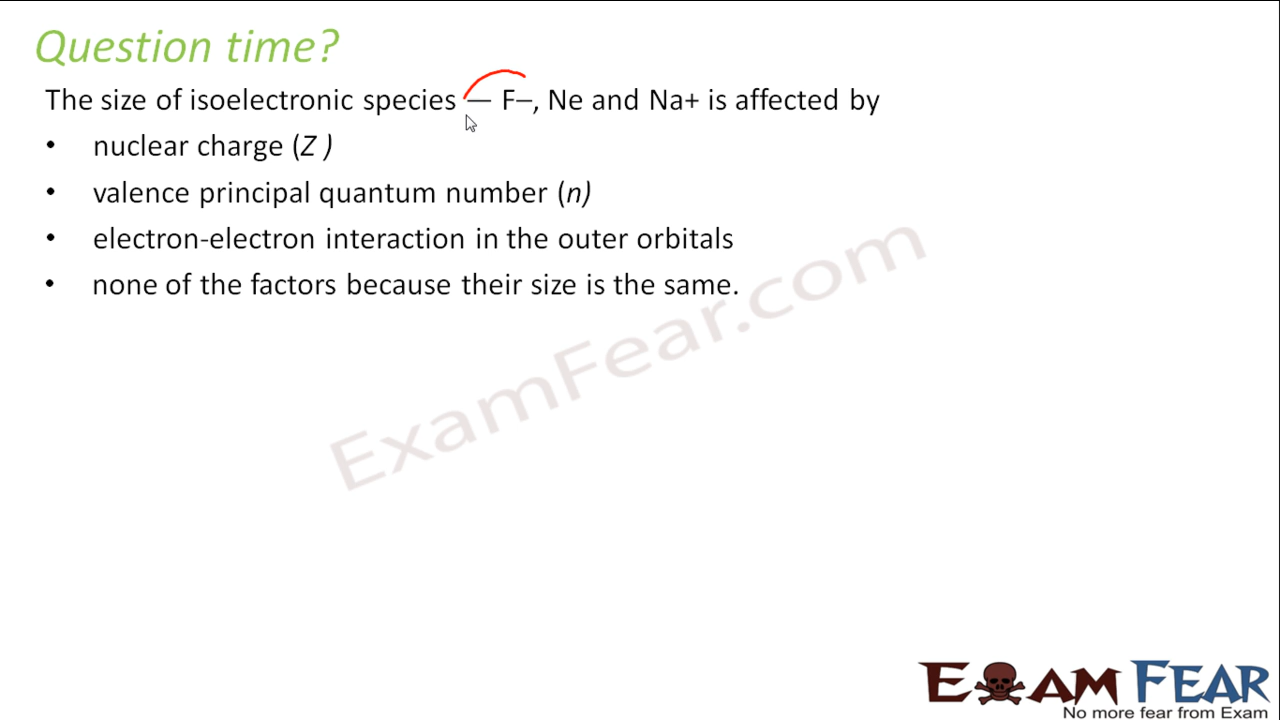 Question time?
The size of isoelectronic species — F–, Ne and Na+ is affected by
• nuclear charge (Z )
• valence principal quantum number (n)
• electron-electron interaction in the outer orbitals
• none of the factors because their size is the same.
ExamFear.com
EXAM FEAR
No more fear from Exam